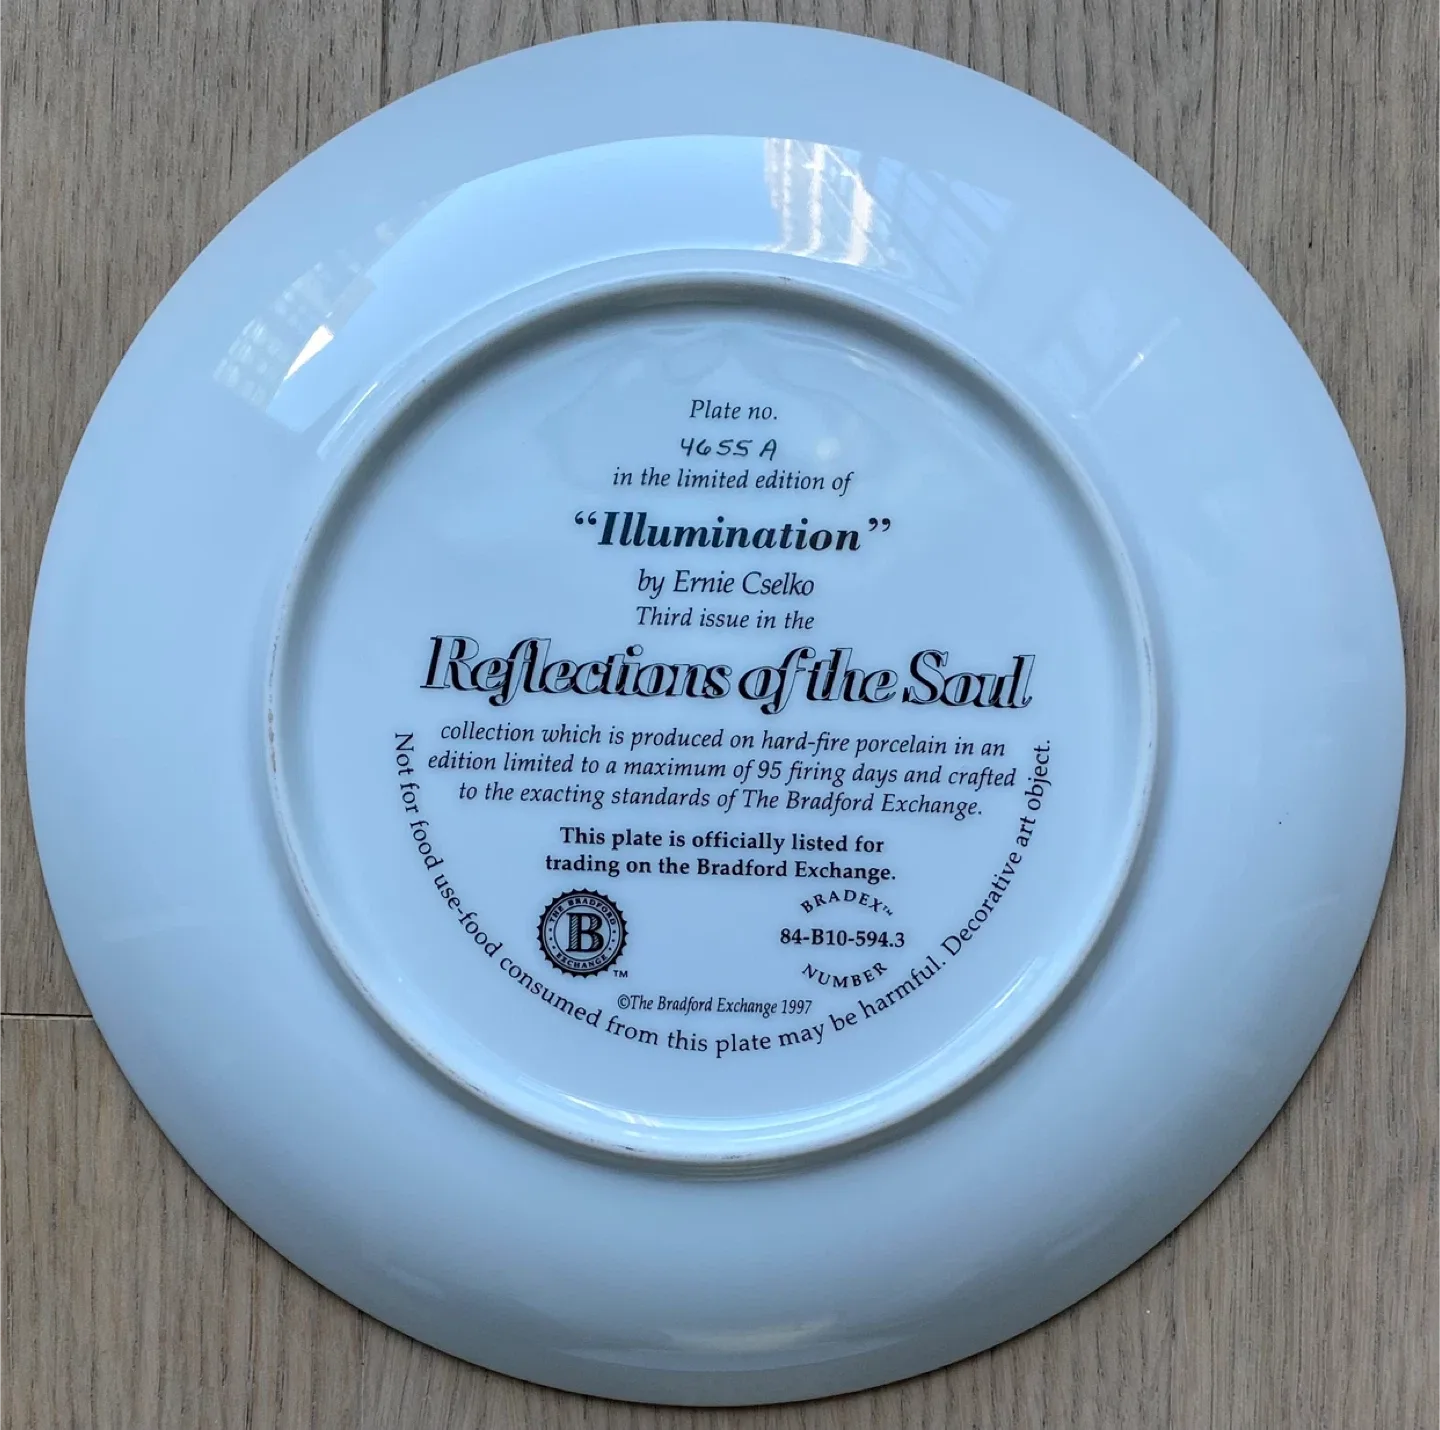 Plate no.
4655 A
in the limited edition of
“Illumination”
by Ernie Cselko
Third issue in the
Reflections of the Soul
collection which is produced on hard-fire porcelain in an
edition limited to a maximum of 95 firing days and crafted
to the exacting standards of The Bradford Exchange.
This plate is officially listed for
trading on the Bradford Exchange.
THE BRADFORD
B
EXCHANGE
TM
BRADEX™
84-B10-594.3
NUMBER
©The Bradford Exchange 1997
Not for food use-food consumed from this plate may be harmful. Decorative art object.